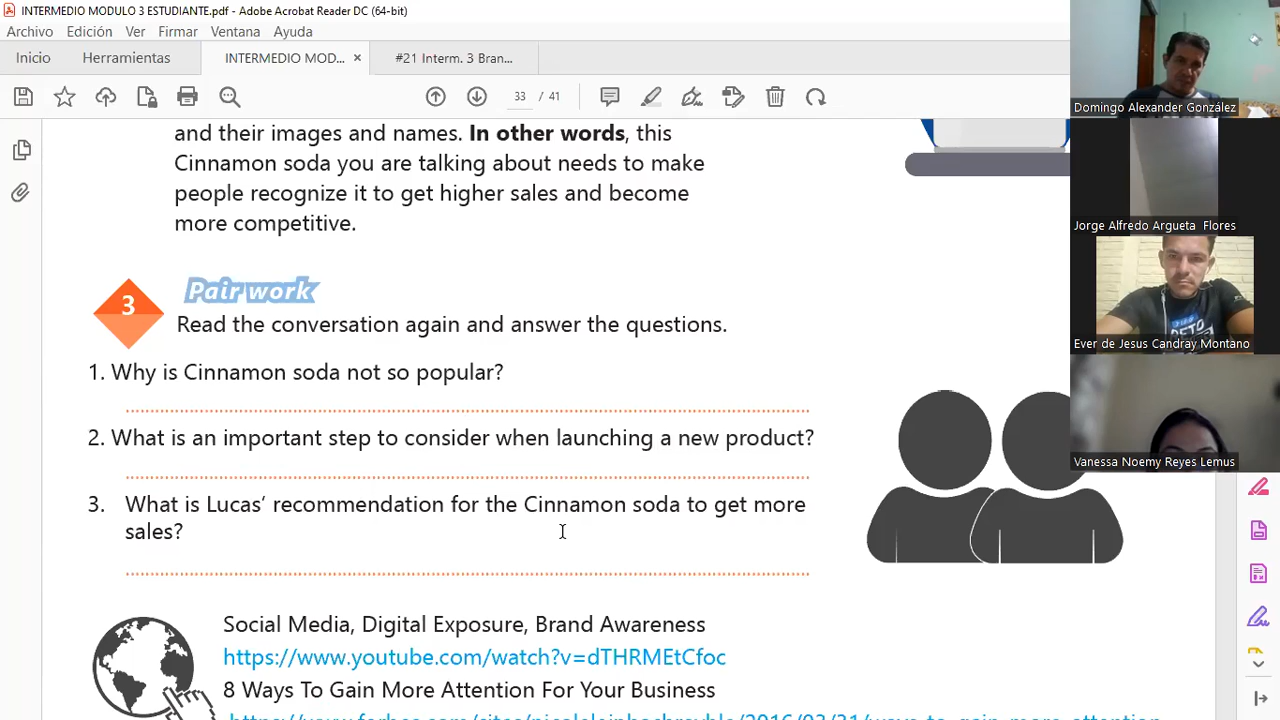 INTERMEDIO MODULO 3 ESTUDIANTE.pdf - Adobe Acrobat Reader DC (64-bit)
Archivo Edición Ver Firmar Ventana Ayuda
Inicio Herramientas INTERMEDIO MOD... × #21 Interm. 3 Bran...
33 / 41
and their images and names. In other words, this
Cinnamon soda you are talking about needs to make
people recognize it to get higher sales and become
more competitive.
3
Pair work
Read the conversation again and answer the questions.
1. Why is Cinnamon soda not so popular?
2. What is an important step to consider when launching a new product?
3. What is Lucas’ recommendation for the Cinnamon soda to get more
sales?
Social Media, Digital Exposure, Brand Awareness
https://www.youtube.com/watch?v=dTHRMEtCfoc
8 Ways To Gain More Attention For Your Business
Domingo Alexander González
Jorge Alfredo Argueta Flores
Ever de Jesus Candray Montano
Vanessa Noemy Reyes Lemus